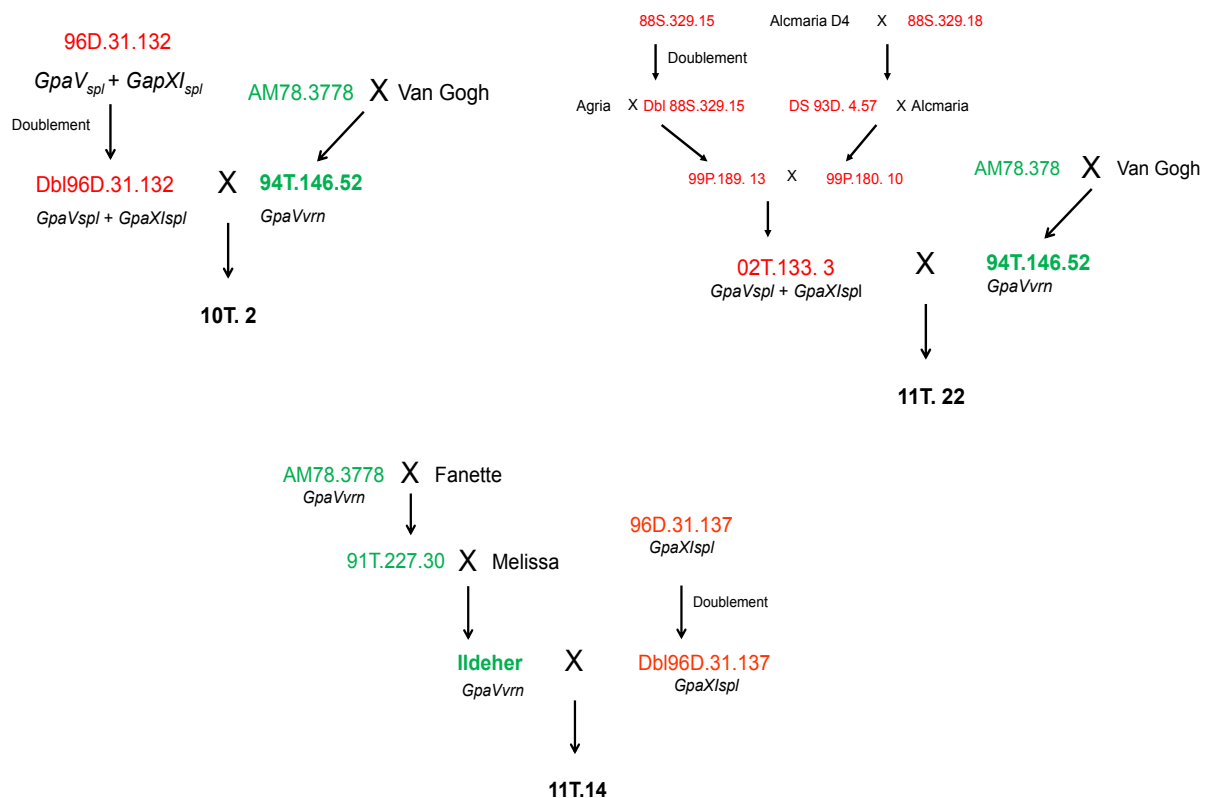 96D.31.132
GpaVspl + GapXIspl
Doublement
AM78.3778 X Van Gogh
Dbl96D.31.132 X 94T.146.52
GpaVspl + GpaXIspl GpaVvrn
10T. 2
88S.329.15 Alcmaria D4 X 88S.329.18
Doublement
Agria X Dbl 88S.329.15 DS 93D. 4.57 X Alcmaria
99P.189. 13 X 99P.180. 10
AM78.378 X Van Gogh
02T.133. 3 X 94T.146.52
GpaVspl + GpaXIspl GpaVvrn
11T. 22
AM78.3778 X Fanette
GpaVvrn
91T.227.30 X Melissa
96D.31.137
GpaXIspl
Doublement
Ildeher X Dbl96D.31.137
GpaVvrn GpaXIspl
11T.14